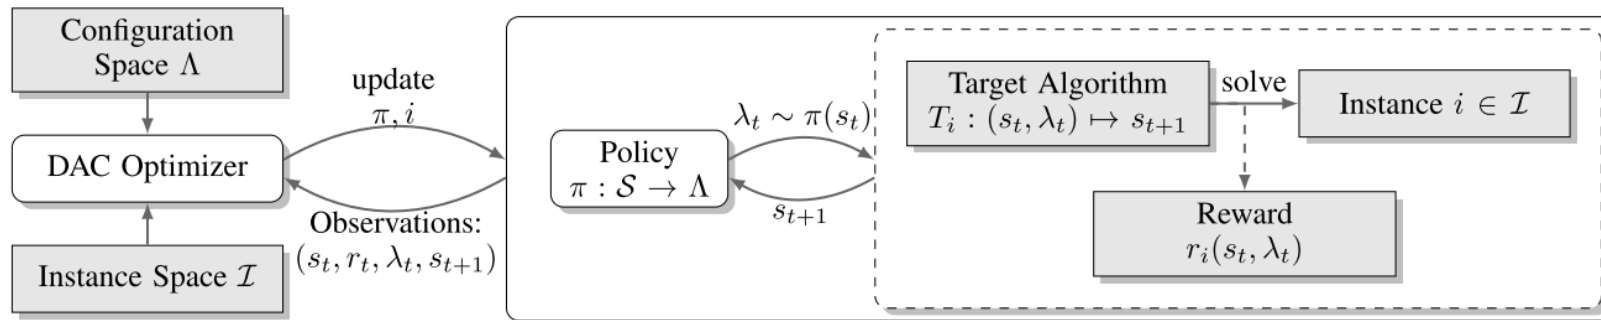 Configuration
Space Λ
DAC Optimizer
Instance Space ℐ
update
π, i
Observations:
(s_t, r_t, λ_t, s_{t+1})
Policy
π : 𝒮 → Λ
λ_t ∼ π(s_t)
s_{t+1}
Target Algorithm
T_i : (s_t, λ_t) ↦ s_{t+1}
solve
Instance i ∈ ℐ
Reward
r_i(s_t, λ_t)